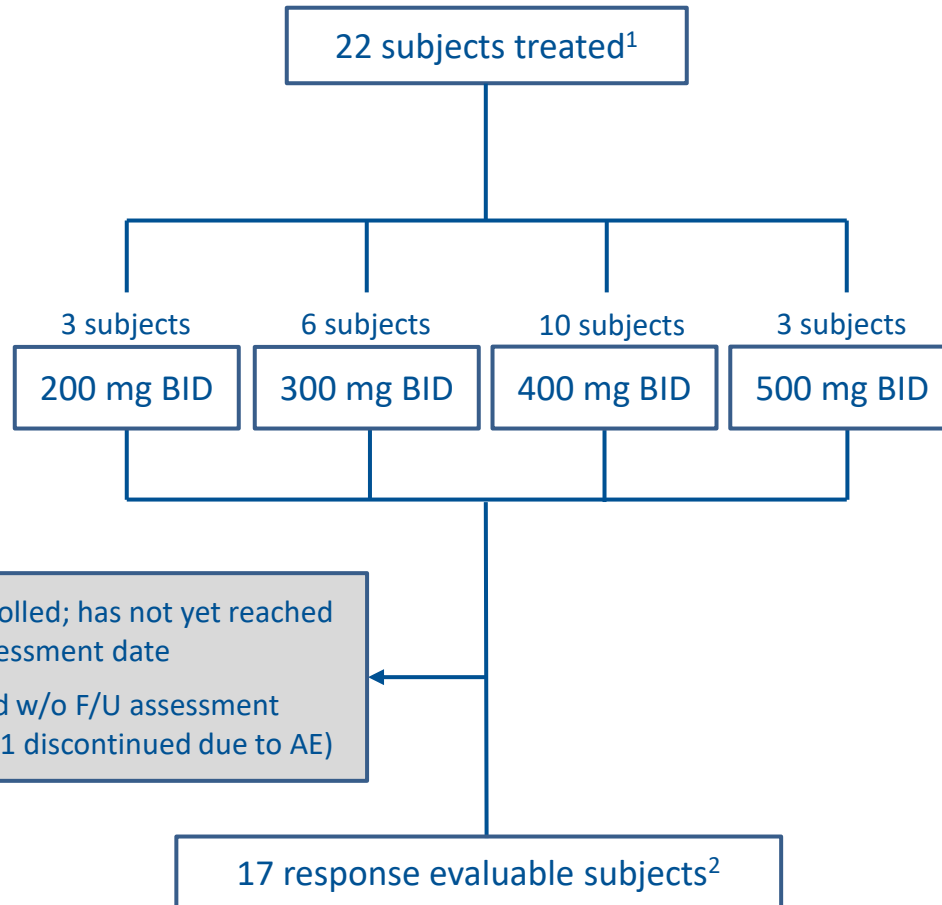 22 subjects treated¹
3 subjects
6 subjects
10 subjects
3 subjects
200 mg BID
300 mg BID
400 mg BID
500 mg BID
has not yet reached
date
w/o F/U assessment
1 discontinued due to AE)
17 response evaluable subjects²